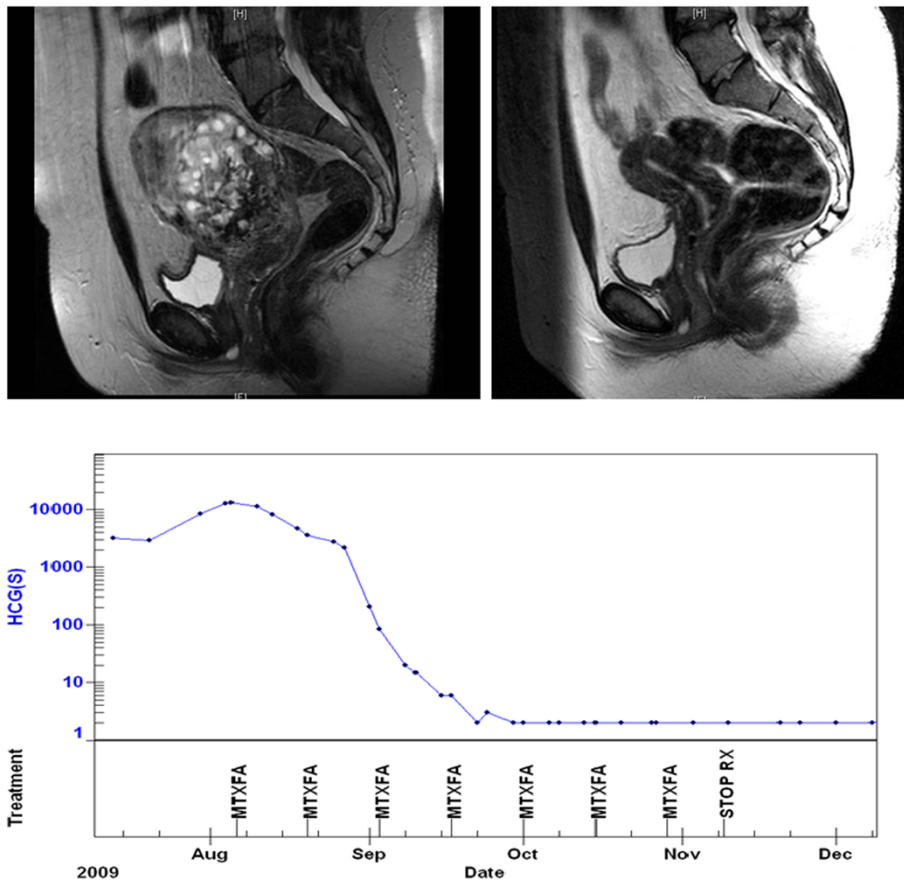 [H]
[H]
[F]
HCG(S)
10000
1000
100
10
1
Treatment
MTXFA
MTXFA
MTXFA
MTXFA
MTXFA
MTXFA
MTXFA
STOP RX
Aug
Sep
Oct
Nov
Dec
2009
Date